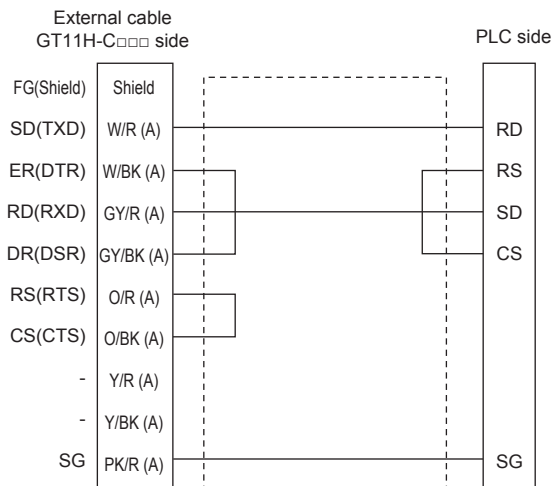 External cable
GT11H-C□□□ side
PLC side
FG(Shield) Shield
SD(TXD) W/R (A) RD
ER(DTR) W/BK (A) RS
RD(RXD) GY/R (A) SD
DR(DSR) GY/BK (A) CS
RS(RTS) O/R (A)
CS(CTS) O/BK (A)
- Y/R (A)
- Y/BK (A)
SG PK/R (A) SG